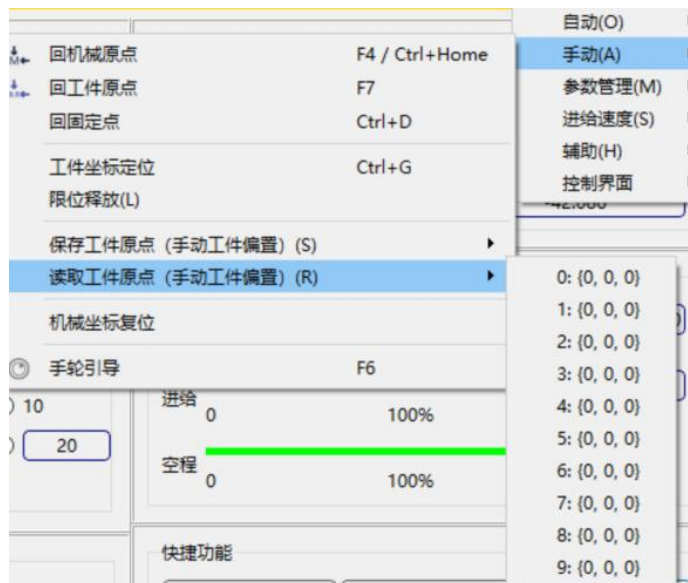 自动(O)
手动(A)
参数管理(M)
进给速度(S)
辅助(H)
控制界面
回机械原点 F4 / Ctrl+Home
回工件原点 F7
回固定点 Ctrl+D
工件坐标定位 Ctrl+G
限位释放(L)
保存工件原点（手动工件偏置）(S)
读取工件原点（手动工件偏置）(R)
机械坐标复位
手轮引导 F6
0: {0, 0, 0}
1: {0, 0, 0}
2: {0, 0, 0}
3: {0, 0, 0}
4: {0, 0, 0}
5: {0, 0, 0}
6: {0, 0, 0}
7: {0, 0, 0}
8: {0, 0, 0}
9: {0, 0, 0}
10
20
进给
0 100%
空程
0 100%
快捷功能